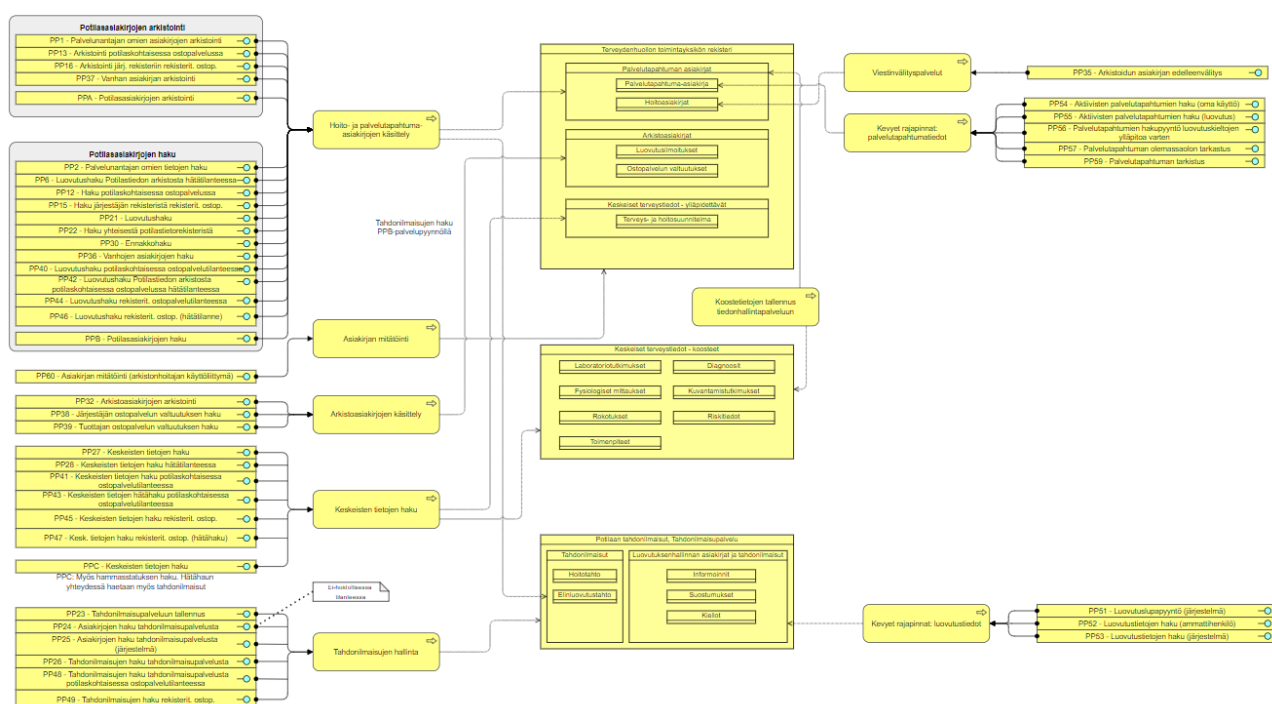 Potilasasiakirjojen arkistointi
PP1 - Palvelunantajan omien asiakirjojen arkistointi
PP13 - Arkistointi potilaskohtaisessa ostopalvelussa
PP16 - Arkistointi järj. rekisteriin rekisterit. ostop.
PP37 - Vanhan asiakirjan arkistointi
PPA - Potilasasiakirjojen arkistointi
Potilasasiakirjojen haku
PP2 - Palvelunantajan omien tietojen haku
PP6 - Luovutushaku Potilastiedon arkistosta hätätilanteessa
PP12 - Haku potilaskohtaisessa ostopalvelussa
PP15 - Haku järjestäjän rekisteristä rekisterit. ostop.
PP21 - Luovutushaku
PP22 - Haku yhteisestä potilastietorekisteristä
PP30 - Ennakkohaku
PP36 - Vanhojen asiakirjojen haku
PP40 - Luovutushaku potilaskohtaisessa ostopalvelutilanteessa
PP42 - Luovutushaku Potilastiedon arkistosta
potilaskohtaisessa ostopalvelussa hätätilanteessa
PP44 - Luovutushaku rekisterit. ostopalvelutilanteessa
PP46 - Luovutushaku rekisterit. ostop. (hätätilanne)
PPB - Potilasasiakirjojen haku
PP60 - Asiakirjan mitätöinti (arkistonhoitajan käyttöliittymä)
PP32 - Arkistoasiakirjojen arkistointi
PP38 - Järjestäjän ostopalvelun valtuutuksen haku
PP39 - Tuottajan ostopalvelun valtuutuksen haku
PP27 - Keskeisten tietojen haku
PP28 - Keskeisten tietojen haku hätätilanteessa
PP41 - Keskeisten tietojen haku potilaskohtaisessa
ostopalvelutilanteessa
PP43 - Keskeisten tietojen hätähaku potilaskohtaisessa
ostopalvelutilanteessa
PP45 - Keskeisten tietojen haku rekisterit. ostop.
PP47 - Kesk. tietojen haku rekisterit. ostop. (hätähaku)
PPC - Keskeisten tietojen haku
PPC: Myös hammasstatuksen haku. Hätähaun
yhteydessä haetaan myös tahdonilmaisut
PP23 - Tahdonilmaisupalveluun tallennus
PP24 - Asiakirjojen haku tahdonilmaisupalvelusta
PP25 - Asiakirjojen haku tahdonilmaisupalvelusta
(järjestelmä)
PP26 - Tahdonilmaisujen haku tahdonilmaisupalvelusta
PP48 - Tahdonilmaisujen haku tahdonilmaisupalvelusta
potilaskohtaisessa ostopalvelutilanteessa
PP49 - Tahdonilmaisujen haku rekisterit. ostop.
Hoito- ja palvelutapahtuma-
asiakirjojen käsittely
Tahdonilmaisujen haku
PPB-palvelupyynnöllä
Asiakirjan mitätöinti
Arkistoasiakirjojen käsittely
Keskeisten tietojen haku
tilanteessa
Tahdonilmaisujen hallinta
Terveydenhuollon toimintayksikön rekisteri
Palvelutapahtuman asiakirjat
Palvelutapahtuma-asiakirja
Hoitoasiakirjat
Arkistoasiakirjat
Luovutusilmoitukset
Ostopalvelun valtuutukset
Keskeiset terveystiedot - ylläpidettävät
Terveys- ja hoitosuunnitelma
Koostetietojen tallennus
tiedonhallintapalveluun
Keskeiset terveystiedot - koosteet
Laboratoriotutkimukset
Diagnoosit
Fysiologiset mittaukset
Kuvantamistutkimukset
Rokotukset
Riskitiedot
Toimenpiteet
Potilaan tahdonilmaisut, Tahdonilmaisupalvelu
Tahdonilmaisut
Hoitotahto
Elinluovutustahto
Luovutuksenhallinnan asiakirjat ja tahdonilmaisut
Informoinnit
Suostumukset
Kiellot
Viestinvälityspalvelut
PP35 - Arkistoidun asiakirjan edelleenvälitys
Kevyet rajapinnat:
palvelutapahtumatiedot
PP54 - Aktiivisten palvelutapahtumien haku (oma käyttö)
PP55 - Aktiivisten palvelutapahtumien haku (luovutus)
PP56 - Palvelutapahtumien hakupyyntö luovutuskieltojen
ylläpitoa varten
PP57 - Palvelutapahtuman olemassaolon tarkastus
PP59 - Palvelutapahtuman tarkistus
Kevyet rajapinnat: luovutustiedot
PP51 - Luovutuslupapyyntö (järjestelmä)
PP52 - Luovutustietojen haku (ammattihenkilö)
PP53 - Luovutustietojen haku (järjestelmä)